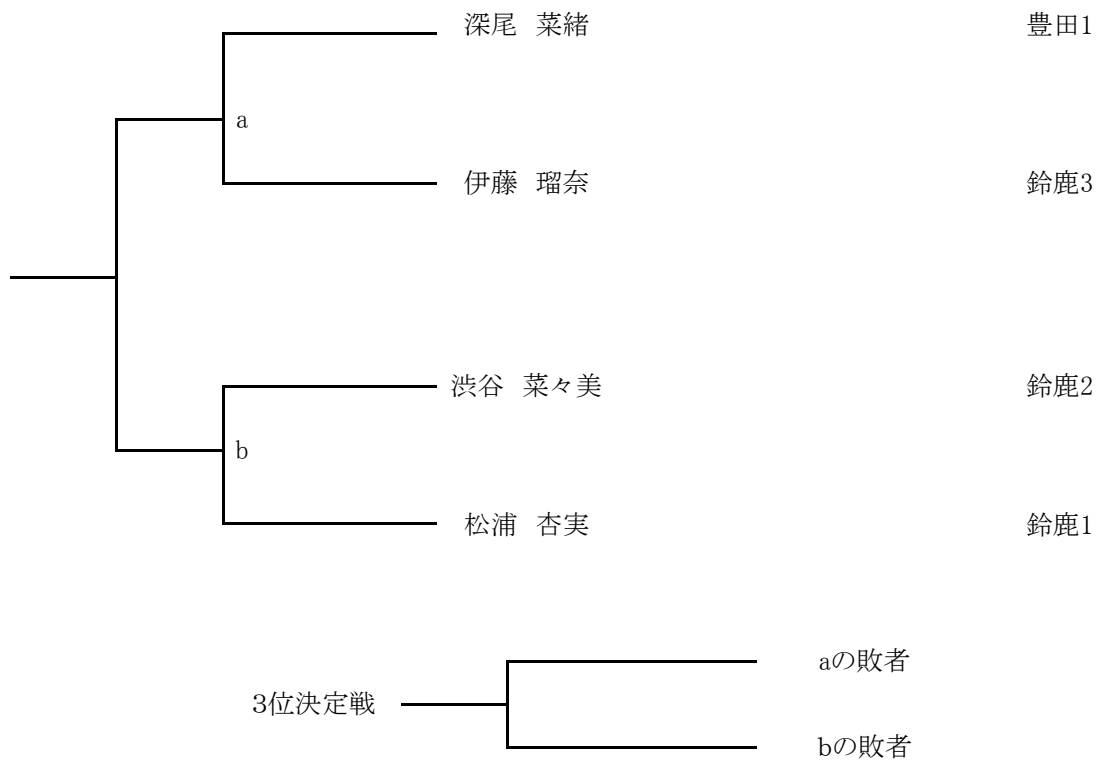 深尾 菜緒 豊田1
a
伊藤 瑠奈 鈴鹿3
渋谷 菜々美 鈴鹿2
b
松浦 杏実 鈴鹿1
aの敗者
3位決定戦
bの敗者